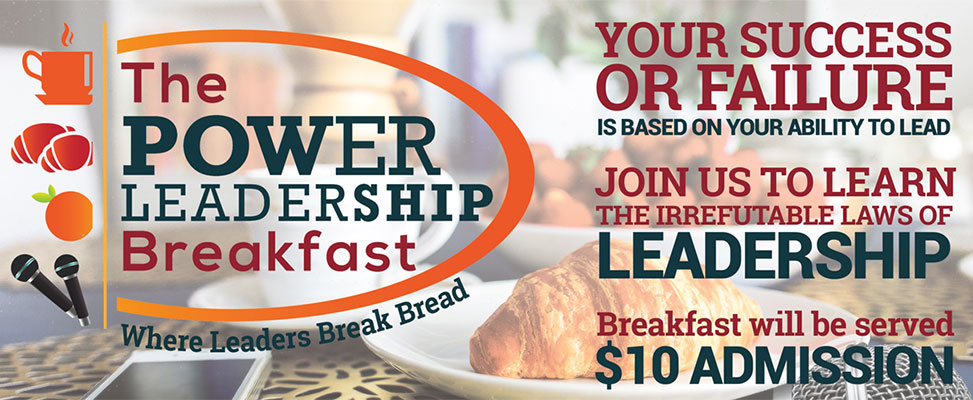 The
POWER
LEADERSHIP
Breakfast
Where Leaders Break Bread
YOUR SUCCESS
OR FAILURE
IS BASED ON YOUR ABILITY TO LEAD
JOIN US TO LEARN
THE IRREFUTABLE LAWS OF
LEADERSHIP
Breakfast will be served
$10 ADMISSION